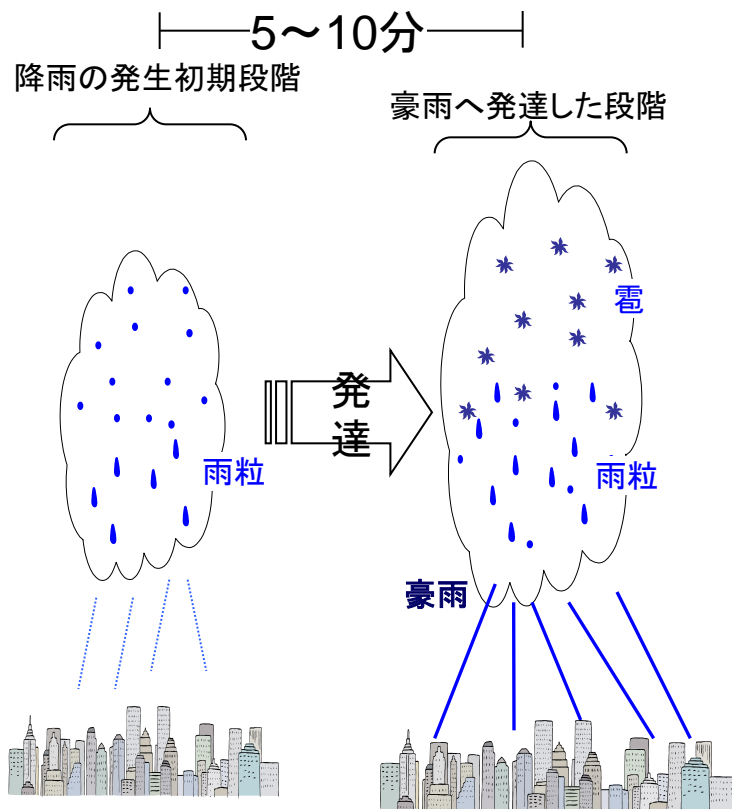 5～10分
降雨の発生初期段階
豪雨へ発達した段階
雹
発
達
雨粒
雨粒
豪雨